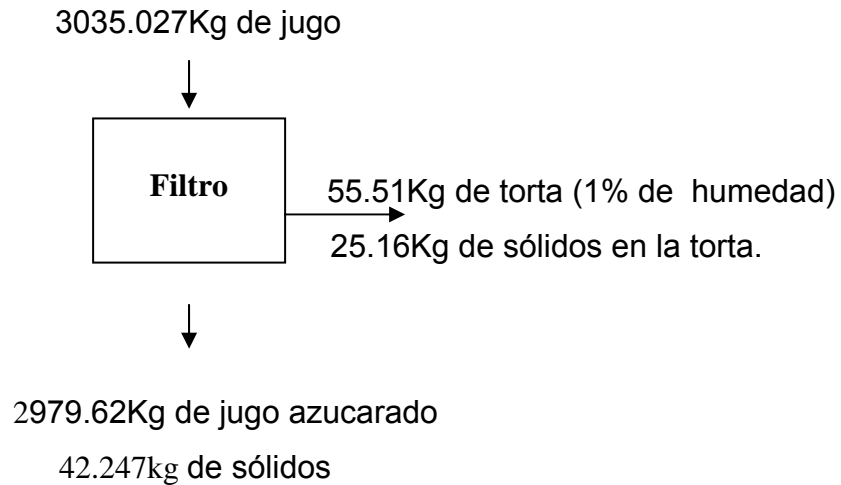 3035.027Kg de jugo
Filtro
55.51Kg de torta (1% de humedad)
25.16Kg de sólidos en la torta.
2979.62Kg de jugo azucarado
42.247kg de sólidos